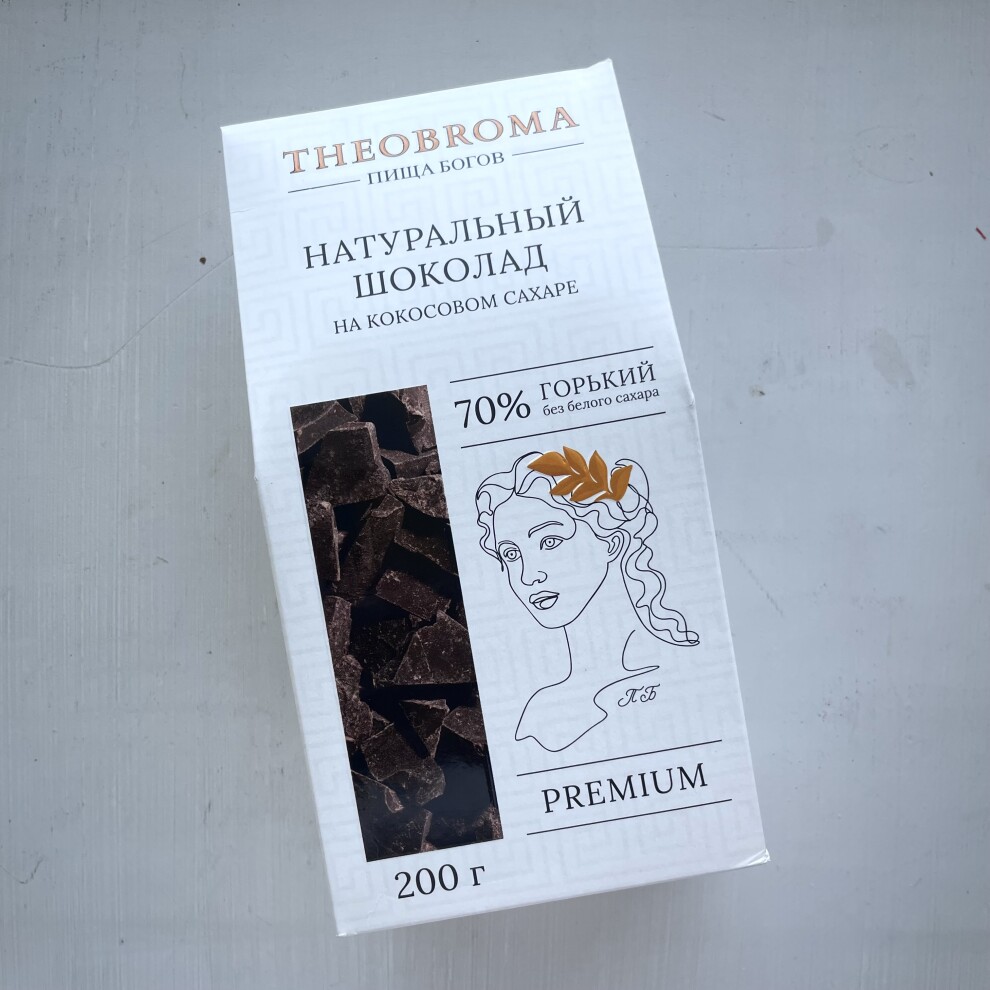 THEOBROMA
ПИЩА БОГОВ
НАТУРАЛЬНЫЙ
ШОКОЛАД
НА КОКОСОВОМ САХАРЕ
70% ГОРЬКИЙ
без белого сахара
ПБ
PREMIUM
200 г